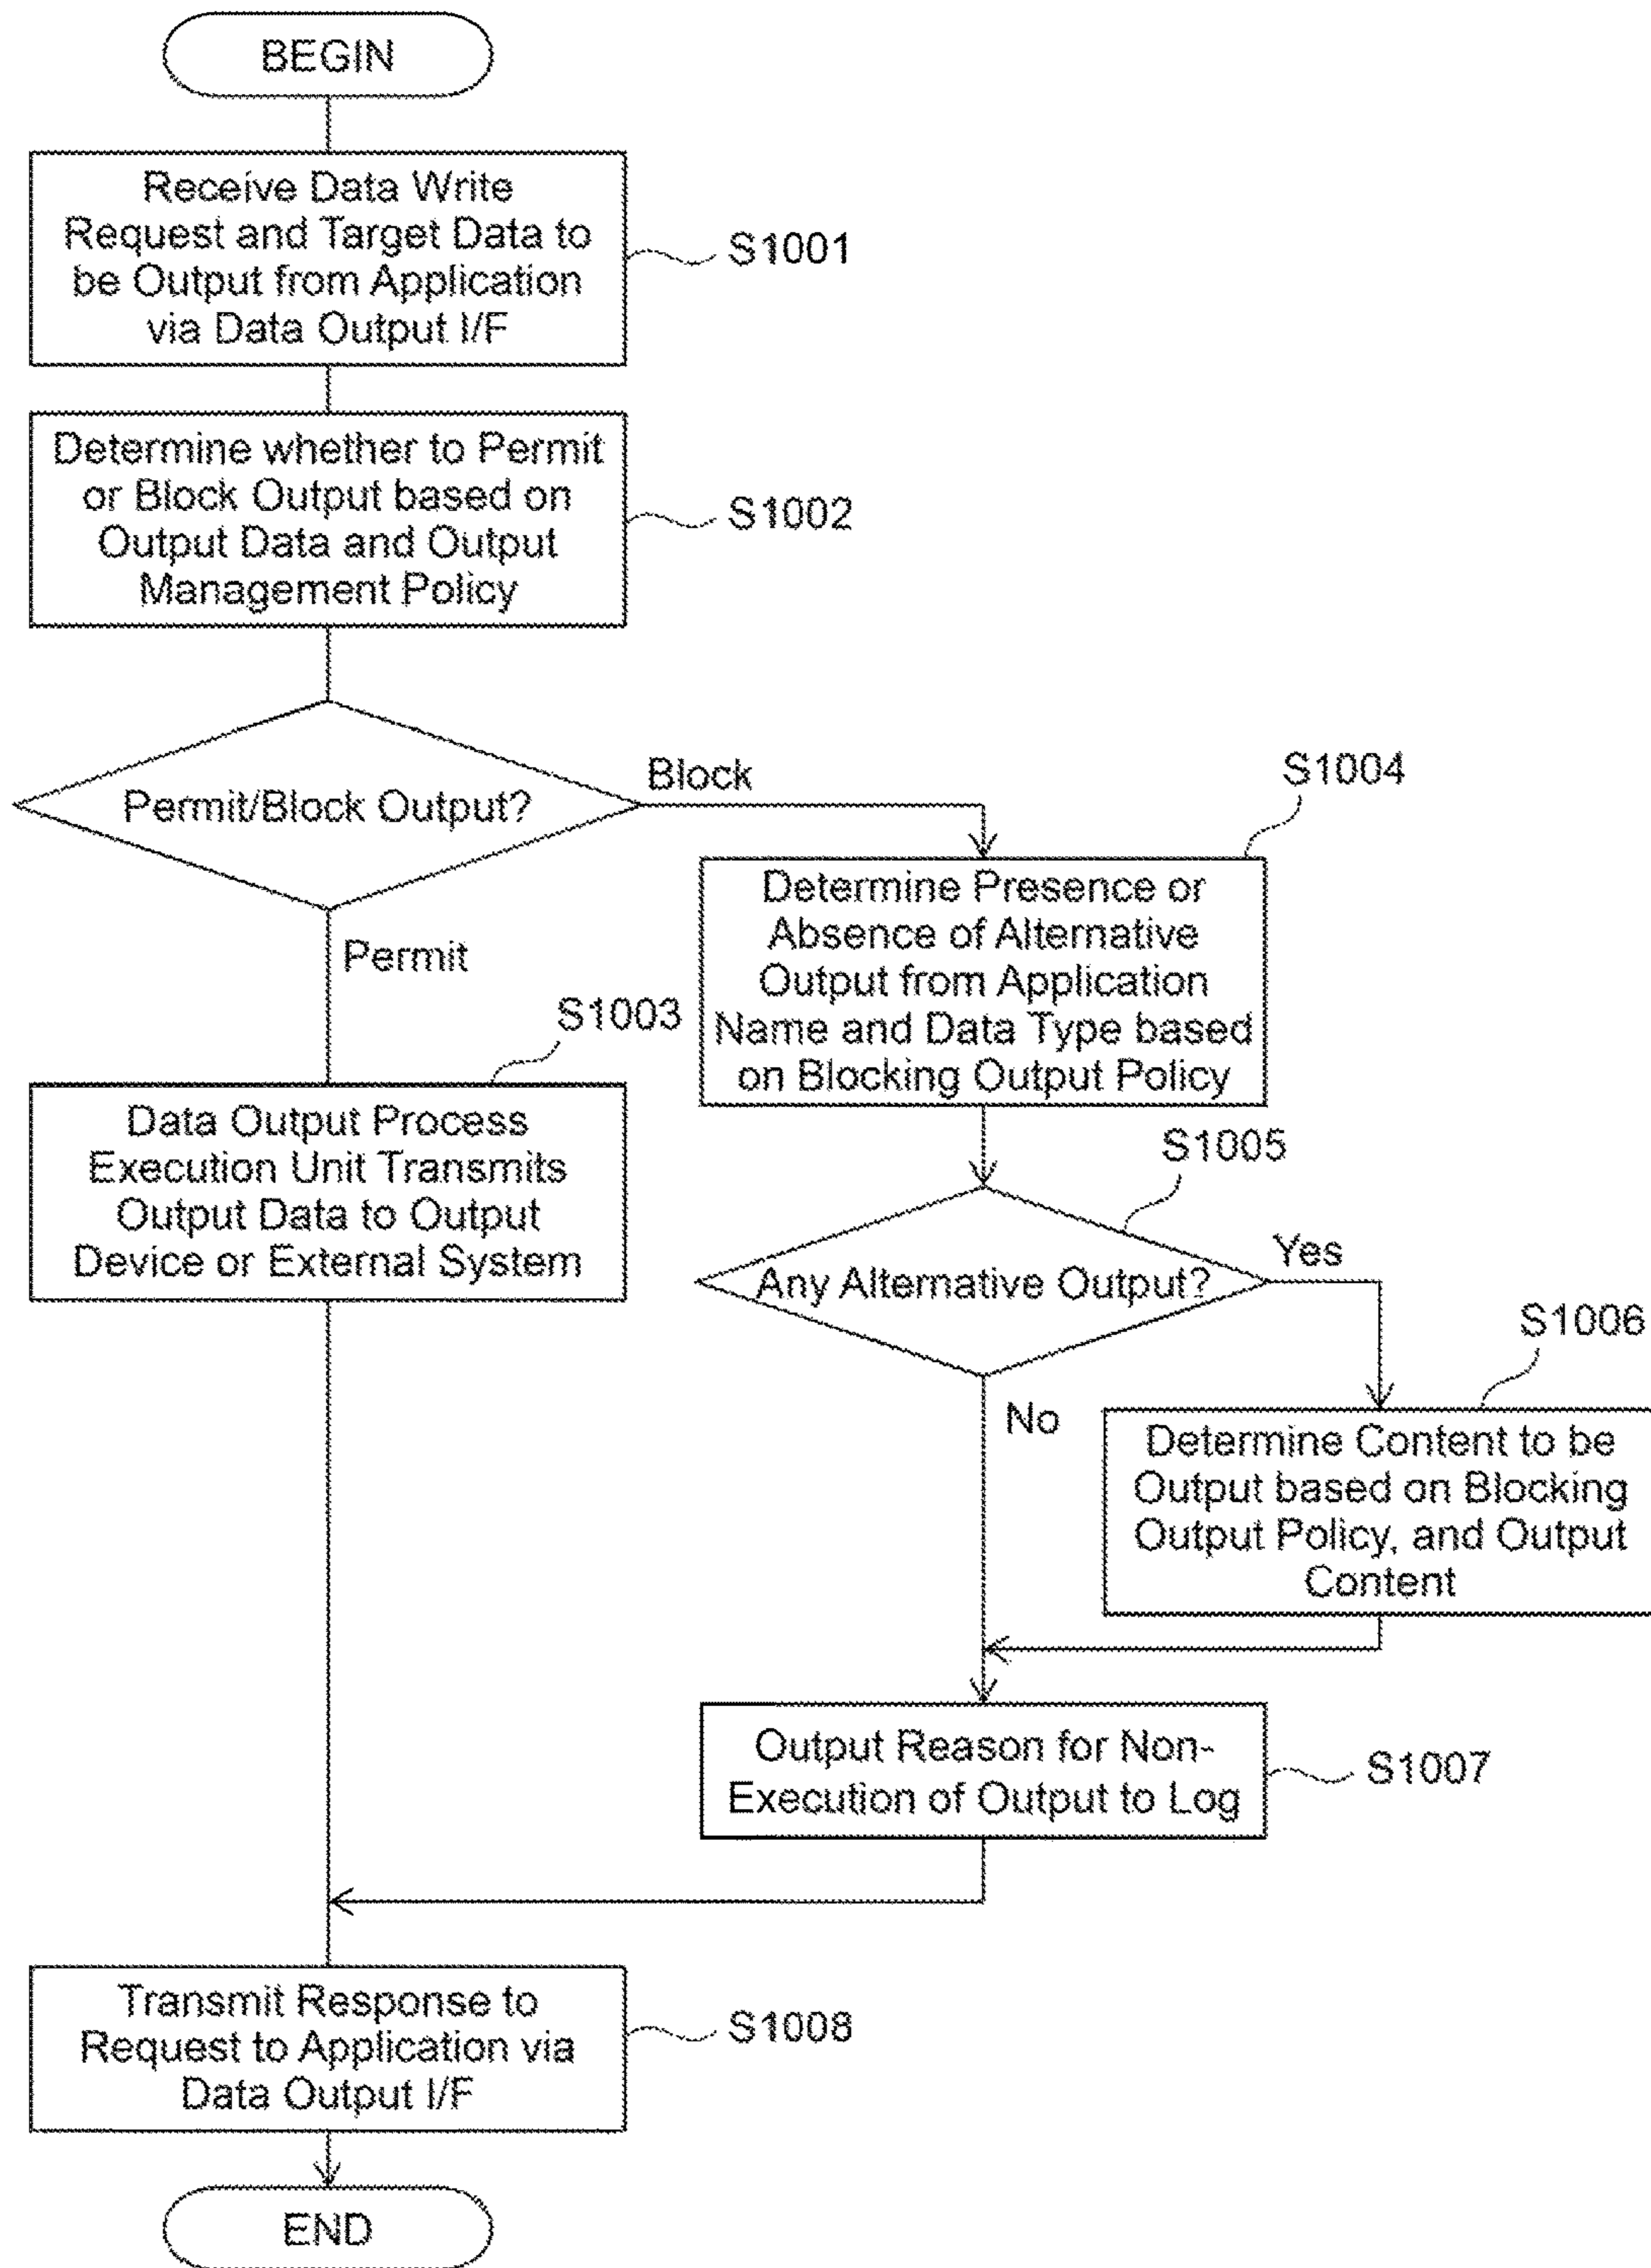 BEGIN
Receive Data Write
Request and Target Data to
be Output from Application
via Data Output I/F
S1001
Determine whether to Permit
or Block Output based on
Output Data and Output
Management Policy
S1002
Permit/Block Output?
Block
Permit
S1004
Determine Presence or
Absence of Alternative
Output from Application
Name and Data Type based
on Blocking Output Policy
S1003
Data Output Process
Execution Unit Transmits
Output Data to Output
Device or External System
S1005
Any Alternative Output?
Yes
No
S1006
Determine Content to be
Output based on Blocking
Output Policy, and Output
Content
Output Reason for Non-
Execution of Output to Log
S1007
Transmit Response to
Request to Application via
Data Output I/F
S1008
END